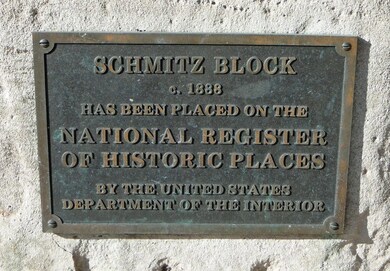 SCHMITZ BLOCK
c. 1888
HAS BEEN PLACED ON THE
NATIONAL REGISTER
OF HISTORIC PLACES
BY THE UNITED STATES
DEPARTMENT OF THE INTERIOR